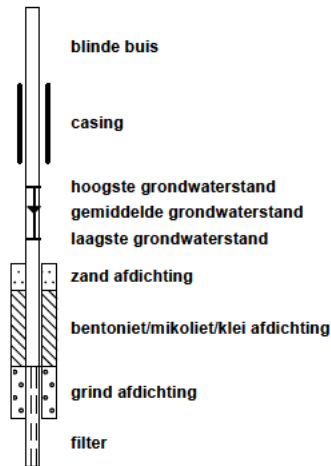 blinde buis
casing
hoogste grondwaterstand
gemiddelde grondwaterstand
laagste grondwaterstand
zand afdichting
bentoniet/mikoliet/klei afdichting
grind afdichting
filter